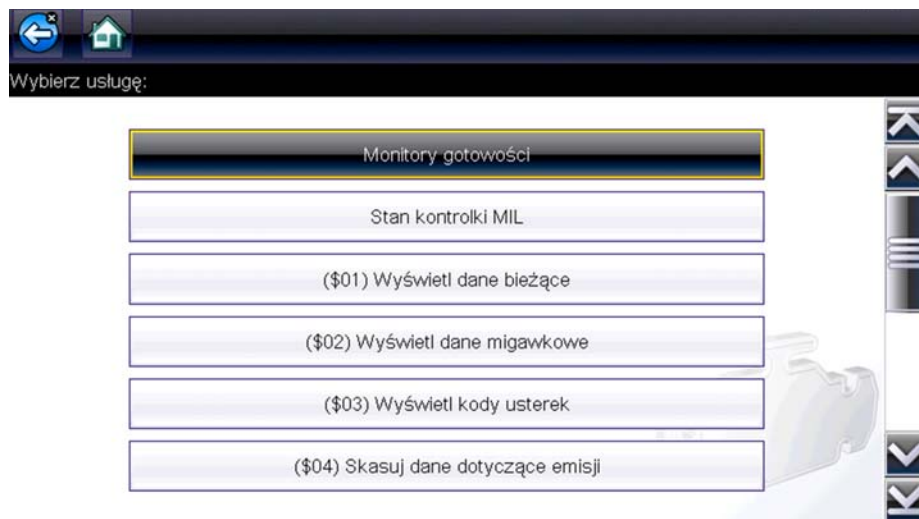 Wybierz usługę:
Monitory gotowości
Stan kontrolki MIL
($01) Wyświetl dane bieżące
($02) Wyświetl dane migawkowe
($03) Wyświetl kody usterek
($04) Skasuj dane dotyczące emisji